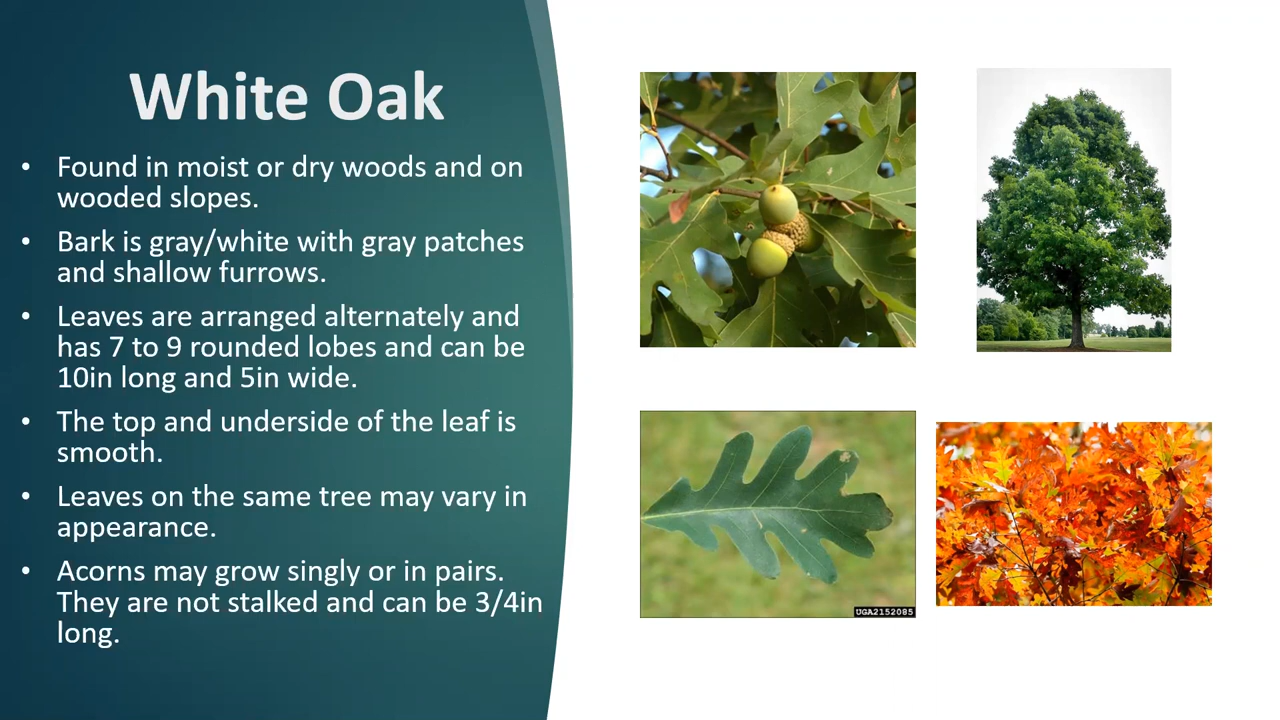 White Oak
• Found in moist or dry woods and on
wooded slopes.
• Bark is gray/white with gray patches
and shallow furrows.
• Leaves are arranged alternately and
has 7 to 9 rounded lobes and can be
10in long and 5in wide.
• The top and underside of the leaf is
smooth.
• Leaves on the same tree may vary in
appearance.
• Acorns may grow singly or in pairs.
They are not stalked and can be 3/4in
long.
UGA2152085